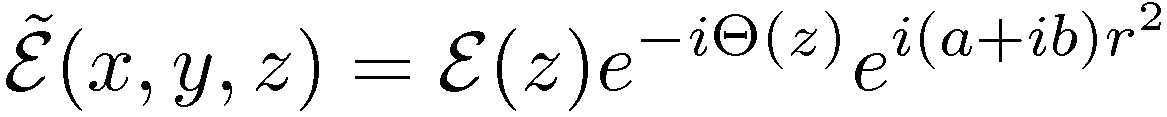 $\tilde{\mathcal{E}}(x, y, z) = \mathcal{E}(z)e^{-i\Theta(z)}e^{i(a+ib)r^2}$